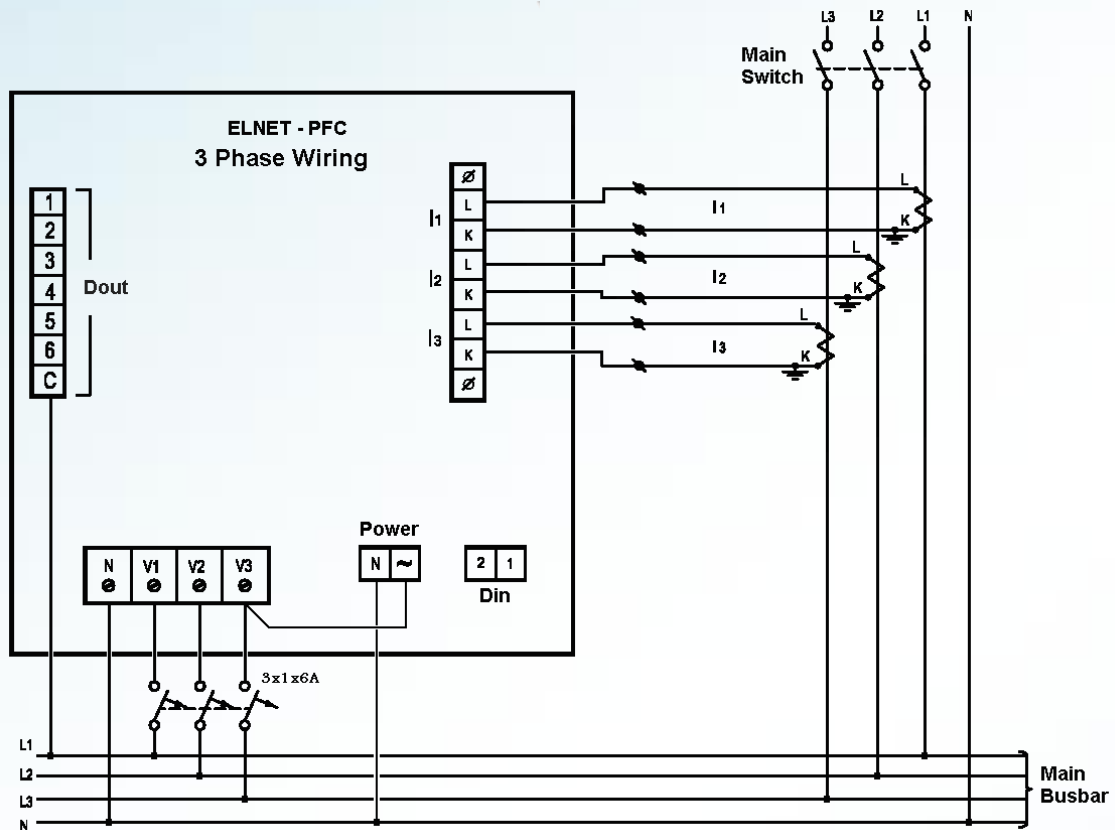 L3 L2 L1 N
Main
Switch
ELNET - PFC
3 Phase Wiring
Ø
1
2
3
4
5
6
C
Dout
I1
L
K
I2
L
K
I3
L
K
Ø
L
I1
K
L
I2
K
L
I3
K
Power
N ~
2 1
Din
N V1 V2 V3
3x1x6A
L1
L2
L3
N
Main
Busbar